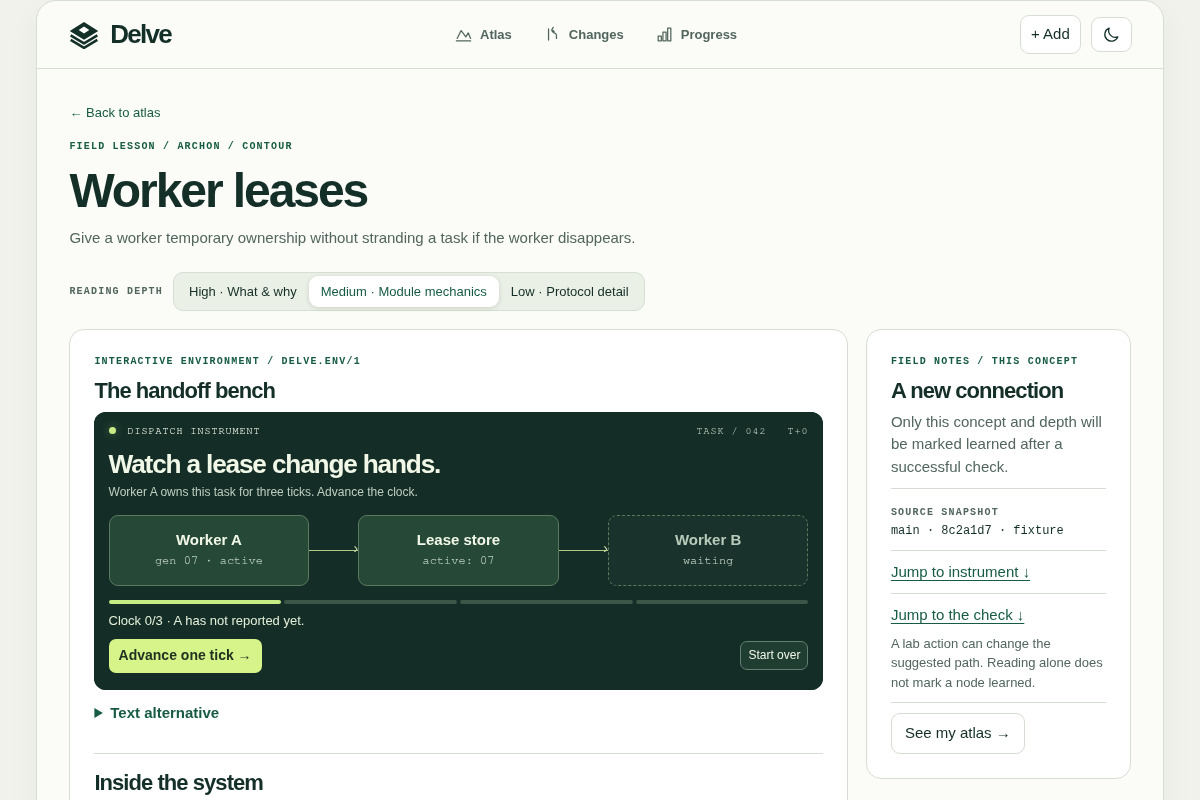 Delve
Atlas
Changes
Progress
+ Add
← Back to atlas
FIELD LESSON / ARCHON / CONTOUR
Worker leases
Give a worker temporary ownership without stranding a task if the worker disappears.
READING DEPTH
High · What & why
Medium · Module mechanics
Low · Protocol detail
INTERACTIVE ENVIRONMENT / DELVE.ENV/1
The handoff bench
DISPATCH INSTRUMENT
TASK / 042 T+0
Watch a lease change hands.
Worker A owns this task for three ticks. Advance the clock.
Worker A
gen 07 · active
Lease store
active: 07
Worker B
waiting
Clock 0/3 · A has not reported yet.
Advance one tick →
Start over
▶ Text alternative
Inside the system
FIELD NOTES / THIS CONCEPT
A new connection
Only this concept and depth will
be marked learned after a
successful check.
SOURCE SNAPSHOT
main · 8c2a1d7 · fixture
Jump to instrument ↓
Jump to the check ↓
A lab action can change the
suggested path. Reading alone does
not mark a node learned.
See my atlas →